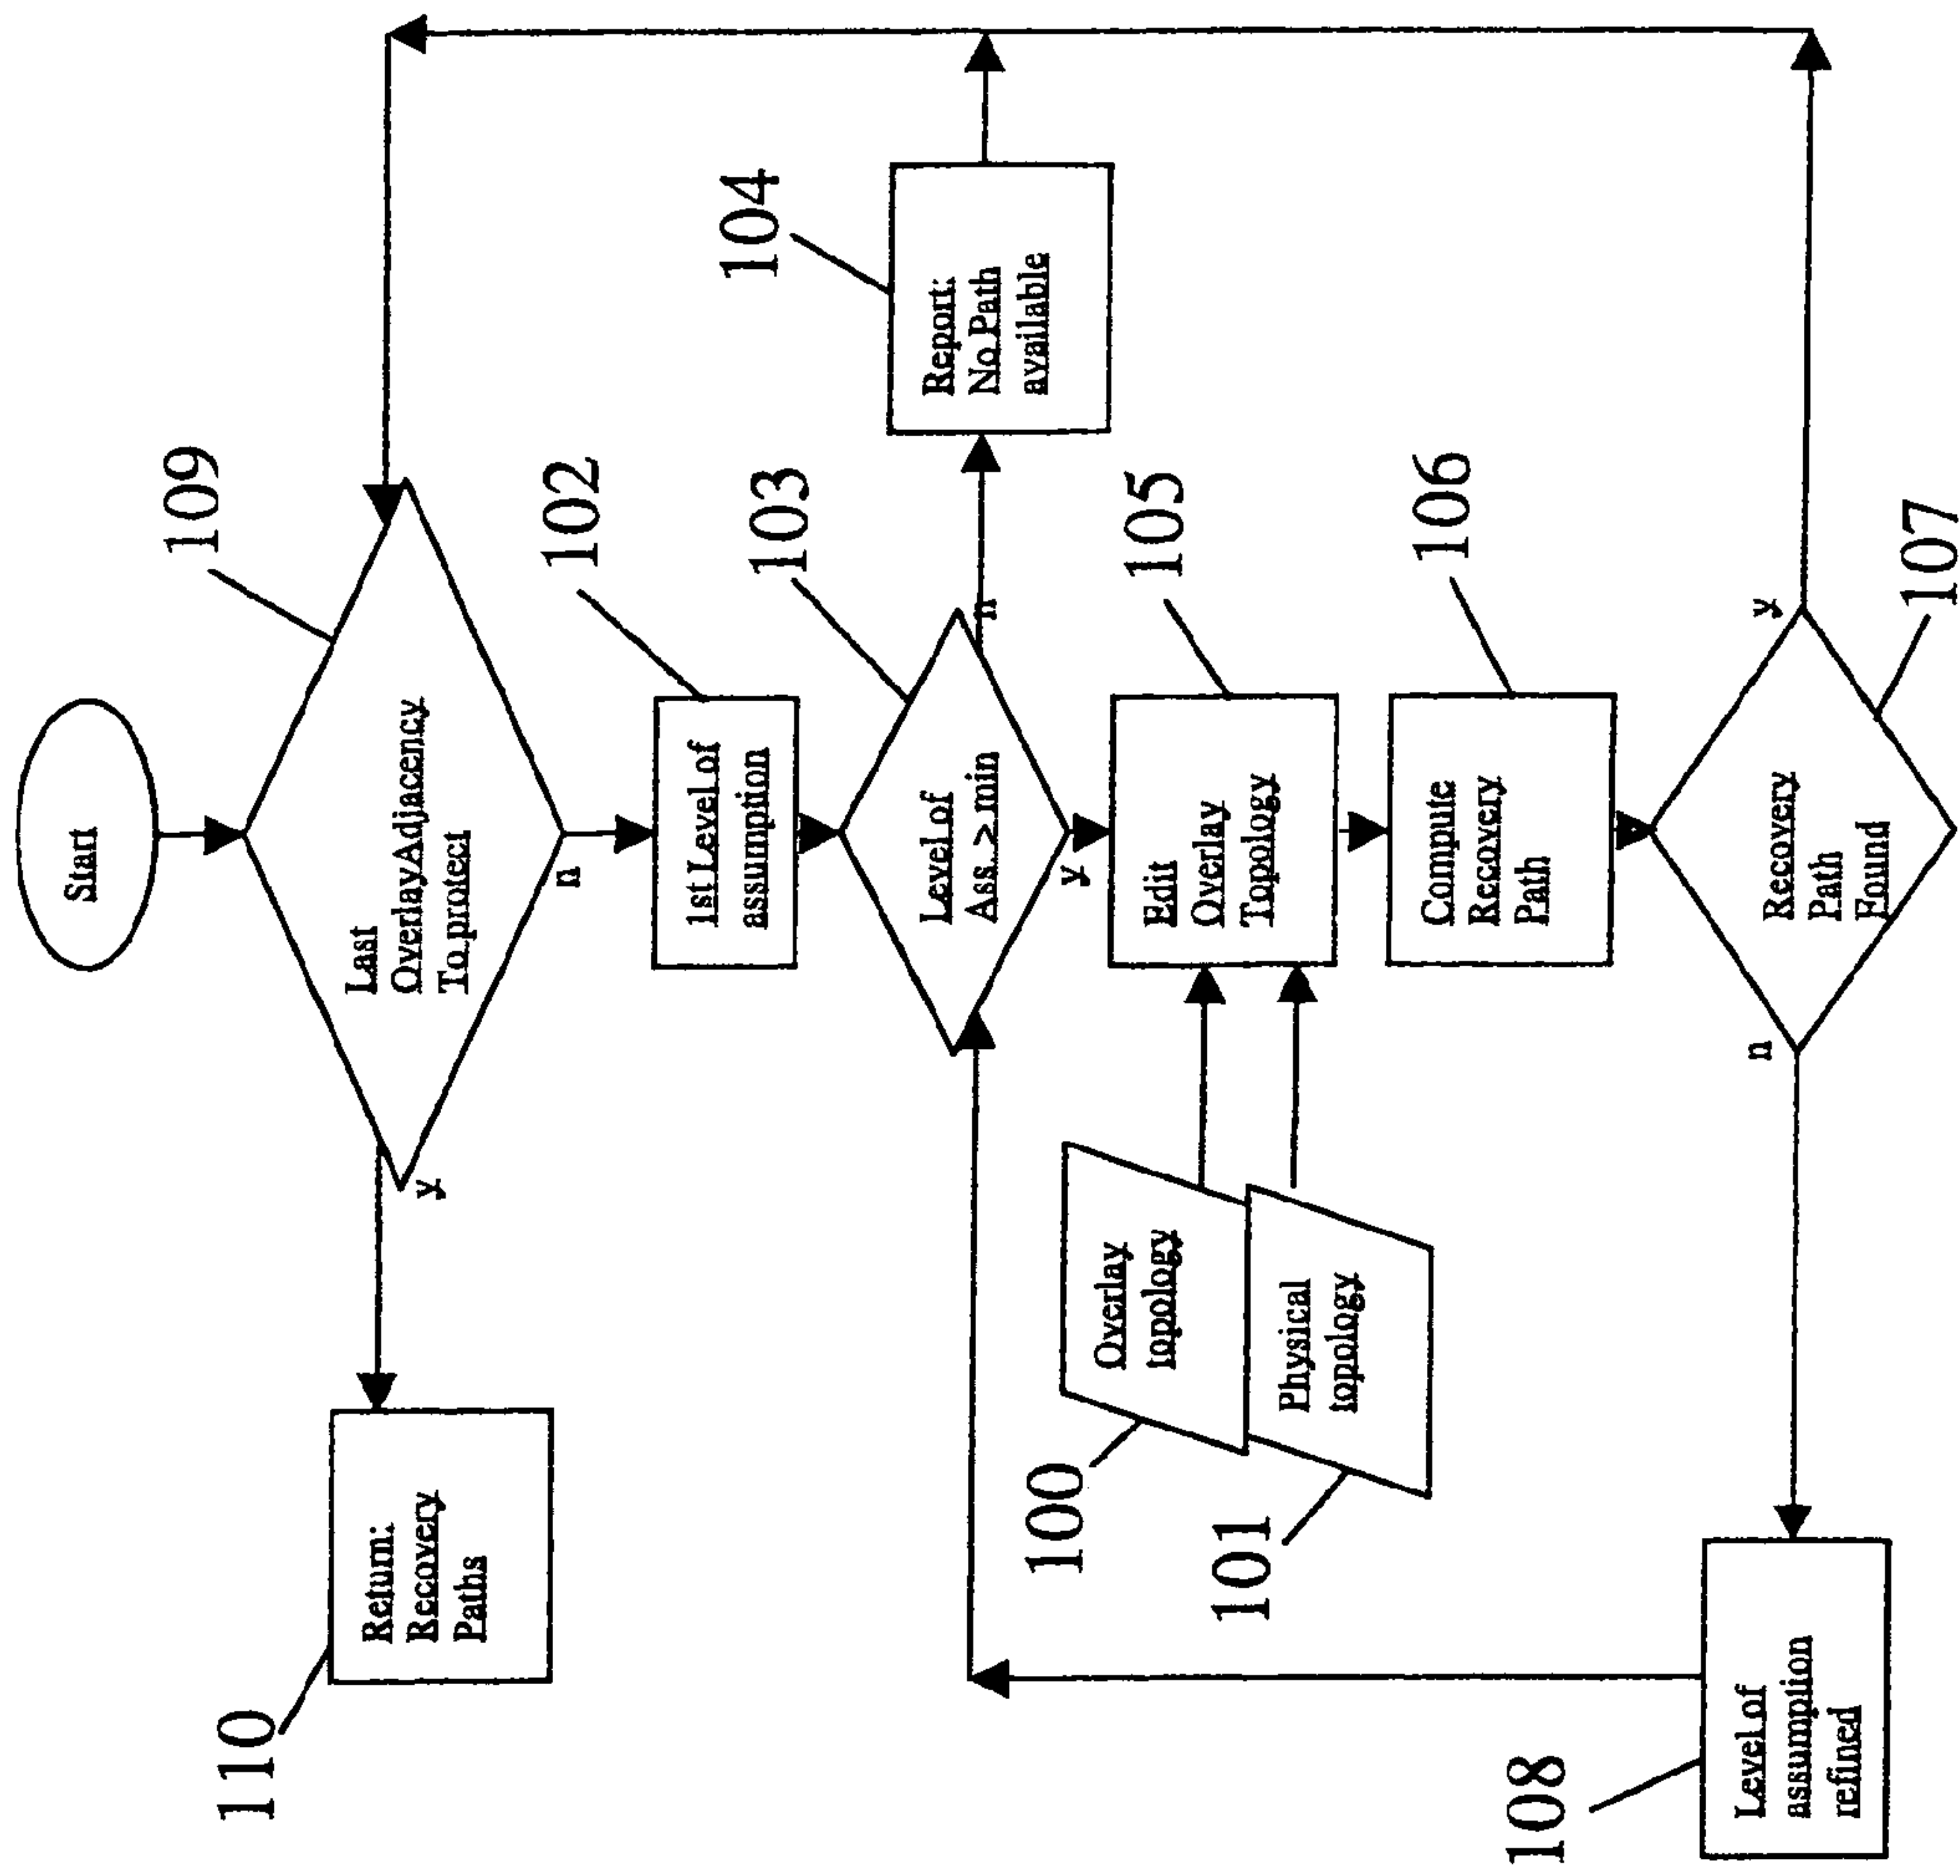 Start
109
Last
Overlay Adjacency
To protect
y
n
110
Return:
Recovery
Paths
102
1st Level of
assumption
103
Level of
Ass. > min
n
y
104
Report:
No Path
available
100
Overlay
topology
101
Physical
topology
105
Edit
Overlay
Topology
106
Compute
Recovery
Path
107
Recovery
Path
Found
y
n
108
Level of
assumption
refined